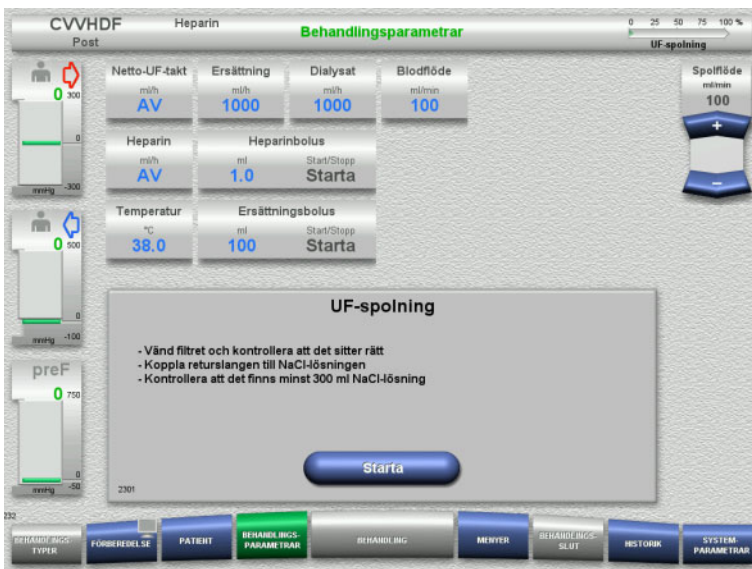 CVVHDF Heparin
Post
Behandlingsparametrar
0 25 50 75 100 %
UF-spolning
0 300
0
mmHg -300
Netto-UF-takt Ersättning Dialysat Blodflöde
ml/h ml/h ml/h ml/min
AV 1000 1000 100
Spolflöde
ml/min
100
+
−
Heparin Heparinbolus
ml/h ml Start/Stopp
AV 1.0 Starta
Temperatur Ersättningsbolus
°C ml Start/Stopp
38.0 100 Starta
0 500
0
mmHg -100
UF-spolning
- Vänd filtret och kontrollera att det sitter rätt
- Koppla returslangen till NaCl-lösningen
- Kontrollera att det finns minst 300 ml NaCl-lösning
Starta
2301
preF
0 750
0
mmHg -50
232
BEHANDLINGS-
TYPER
FÖRBEREDELSE
PATIENT
BEHANDLINGS-
PARAMETRAR
BEHANDLING
MENYER
BEHANDLINGS-
SLUT
HISTORIK
SYSTEM-
PARAMETRAR